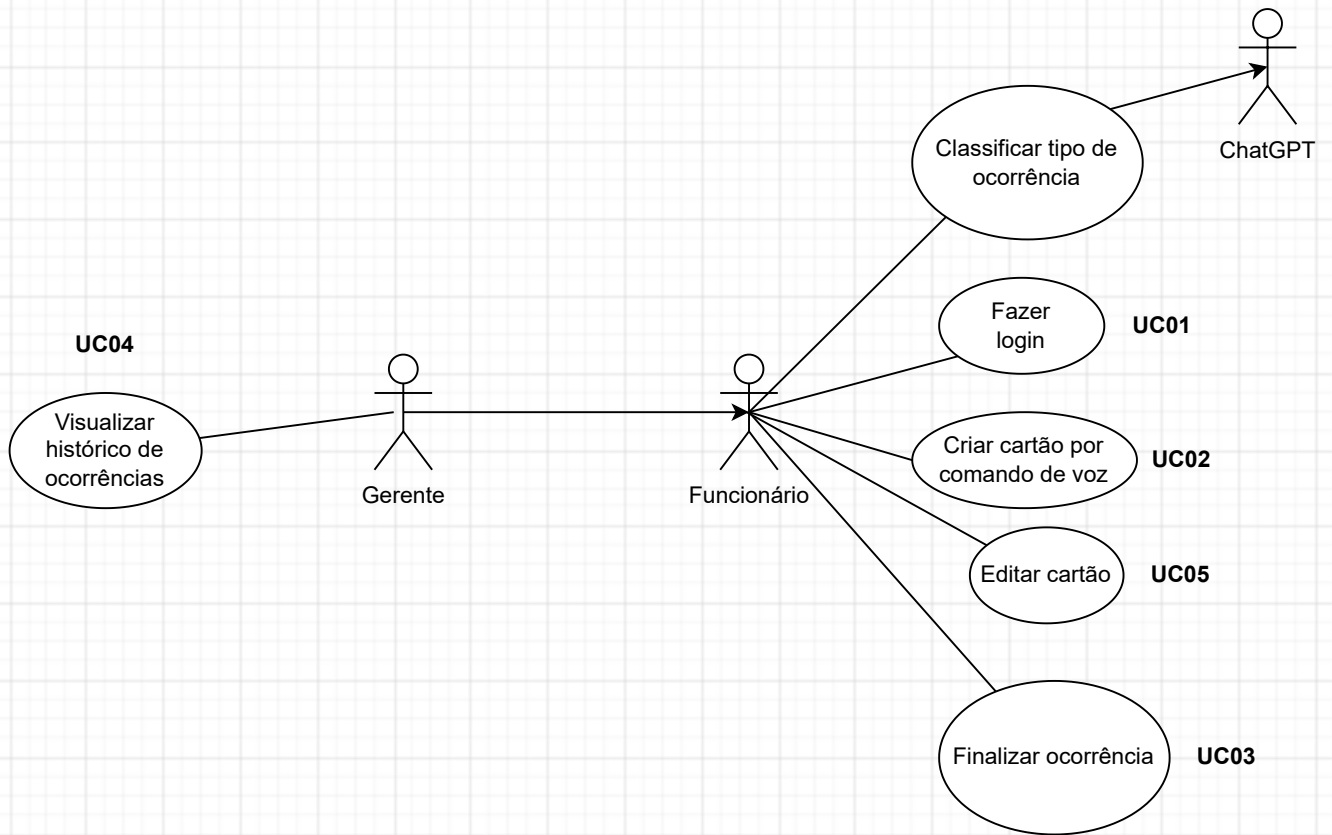 ChatGPT
Classificar tipo de
ocorrência
Fazer
login
UC01
UC04
Visualizar
histórico de
ocorrências
Gerente
Funcionário
Criar cartão por
comando de voz
UC02
Editar cartão
UC05
Finalizar ocorrência
UC03